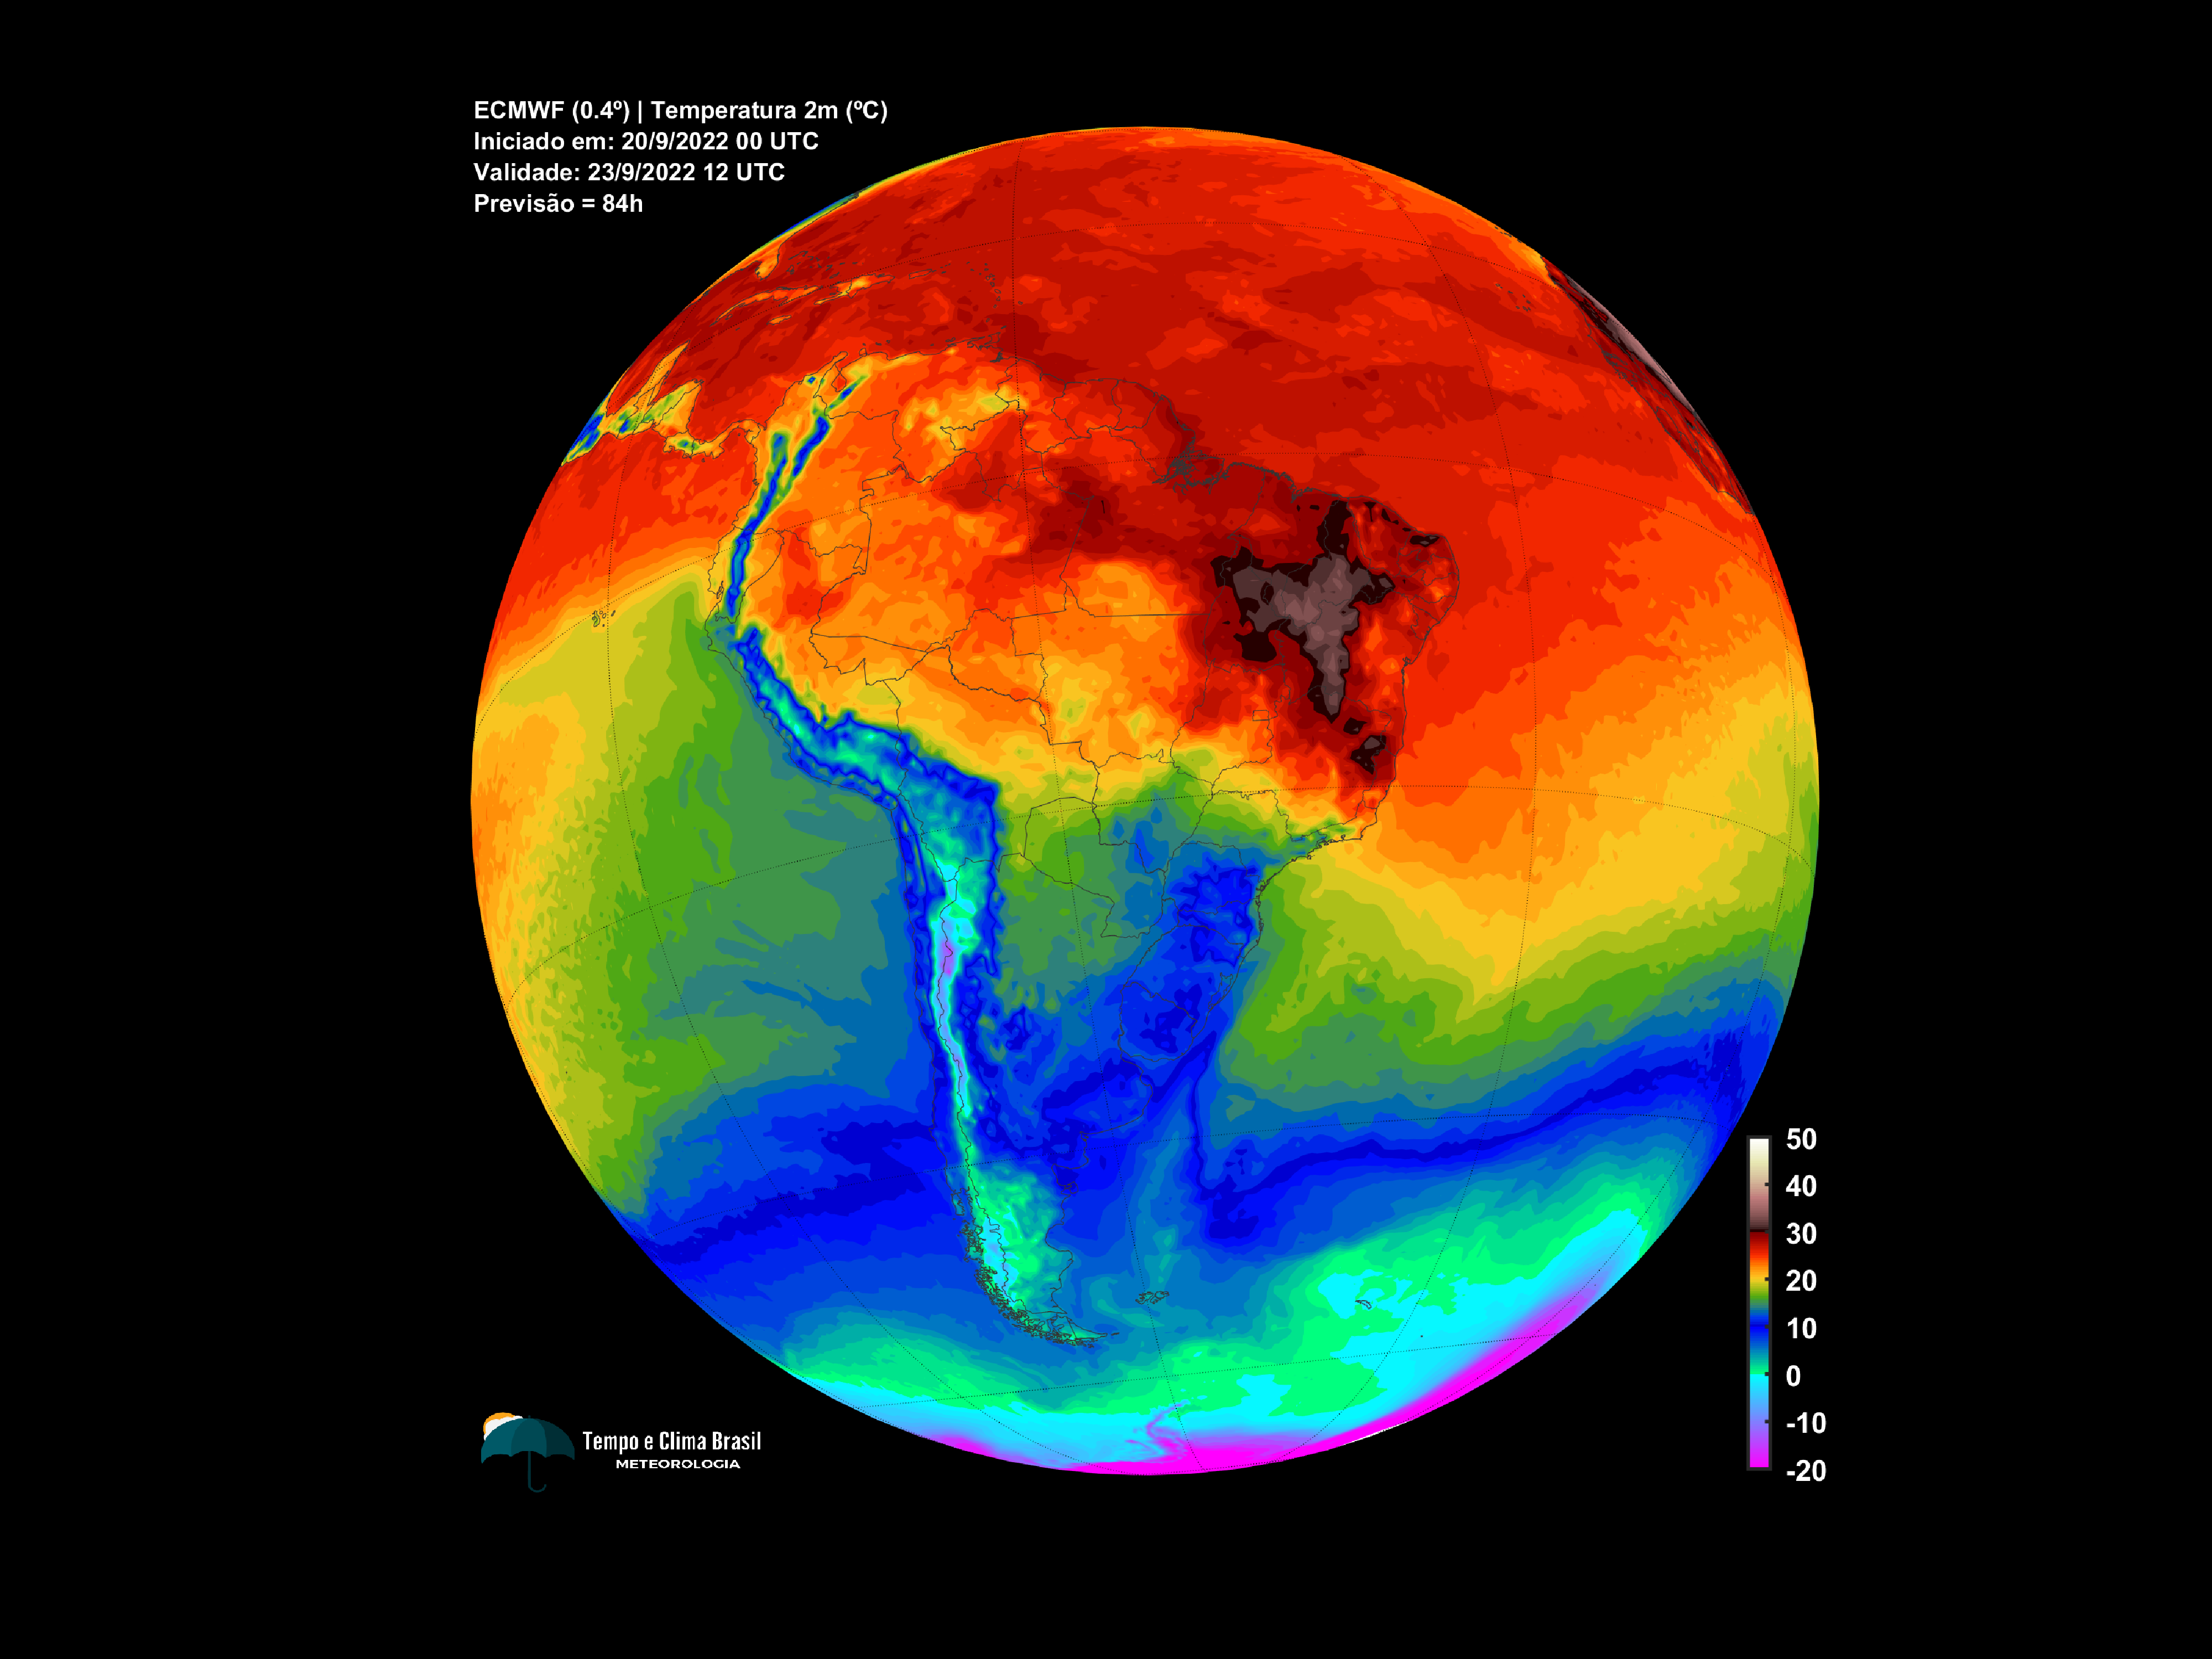 ECMWF (0.4º) | Temperatura 2m (ºC)
Iniciado em: 20/9/2022 00 UTC
Validade: 23/9/2022 12 UTC
Previsão = 84h
50
40
30
20
10
0
-10
-20
Tempo e Clima Brasil
METEOROLOGIA